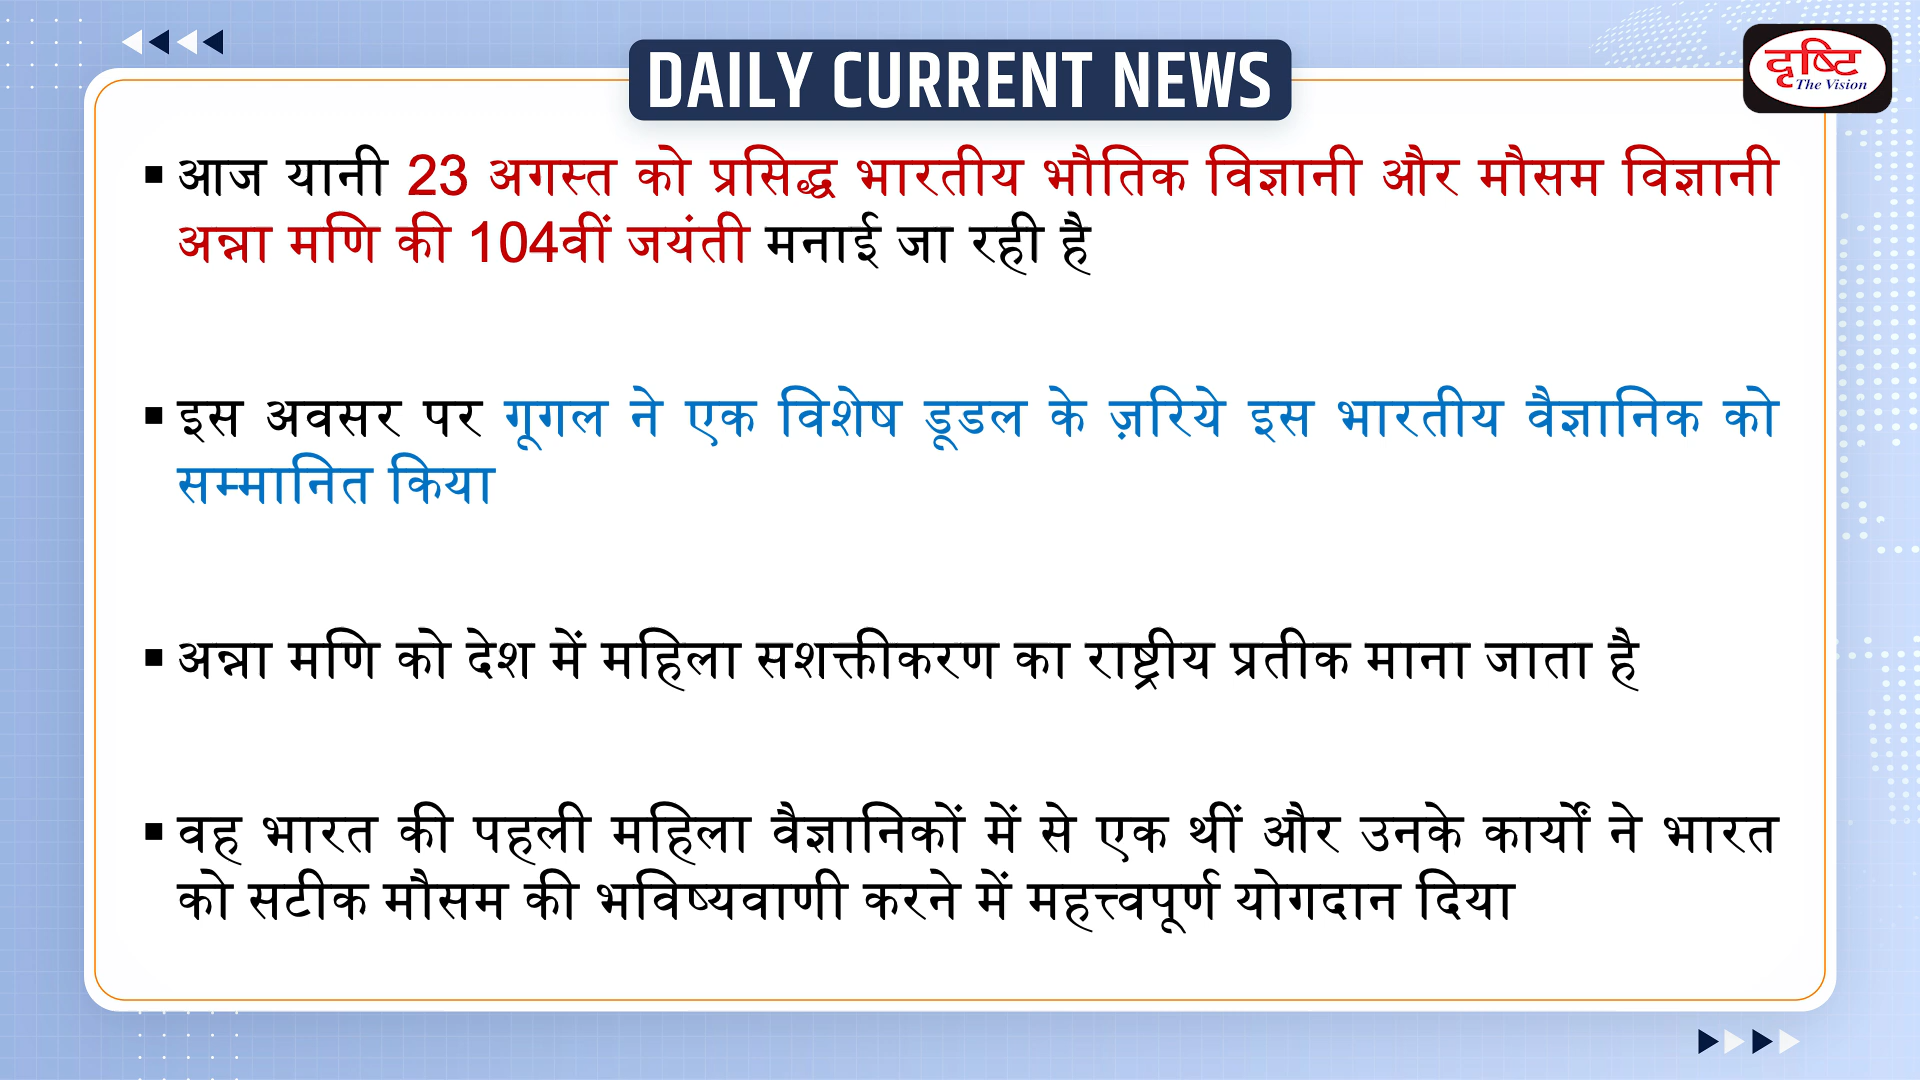 DAILY CURRENT NEWS
दृष्टि
The Vision
▪ आज यानी 23 अगस्त को प्रसिद्ध भारतीय भौतिक विज्ञानी और मौसम विज्ञानी
अन्ना मणि की 104वीं जयंती मनाई जा रही है
▪ इस अवसर पर गूगल ने एक विशेष डूडल के ज़रिये इस भारतीय वैज्ञानिक को
सम्मानित किया
▪ अन्ना मणि को देश में महिला सशक्तीकरण का राष्ट्रीय प्रतीक माना जाता है
▪ वह भारत की पहली महिला वैज्ञानिकों में से एक थीं और उनके कार्यों ने भारत
को सटीक मौसम की भविष्यवाणी करने में महत्त्वपूर्ण योगदान दिया